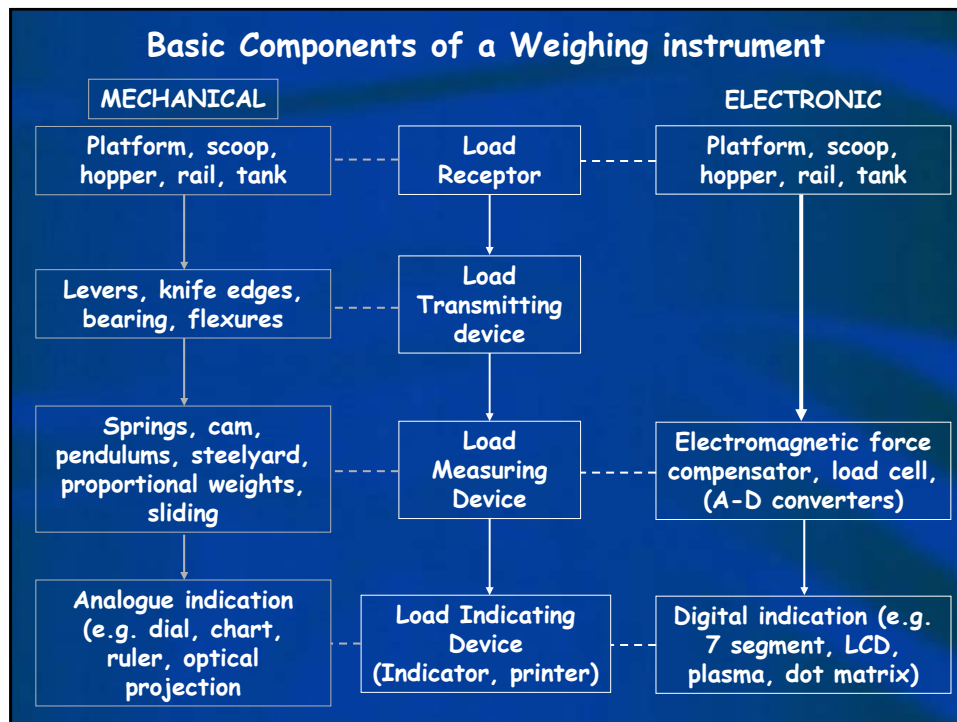 Basic Components of a Weighing instrument
MECHANICAL
ELECTRONIC
Platform, scoop,
hopper, rail, tank
Load
Receptor
Platform, scoop,
hopper, rail, tank
Levers, knife edges,
bearing, flexures
Load
Transmitting
device
Springs, cam,
pendulums, steelyard,
proportional weights,
sliding
Load
Measuring
Device
Electromagnetic force
compensator, load cell,
(A-D converters)
Analogue indication
(e.g. dial, chart,
ruler, optical
projection
Load Indicating
Device
(Indicator, printer)
Digital indication (e.g.
7 segment, LCD,
plasma, dot matrix)